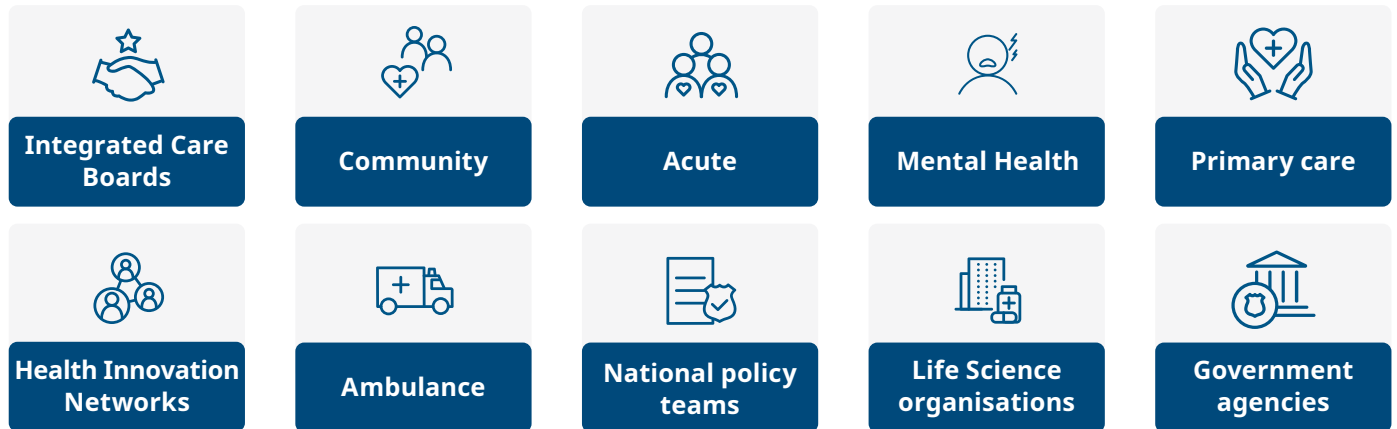 Integrated Care
Boards
Community
Acute
Mental Health
Primary care
Health Innovation
Networks
Ambulance
National policy
teams
Life Science
organisations
Government
agencies